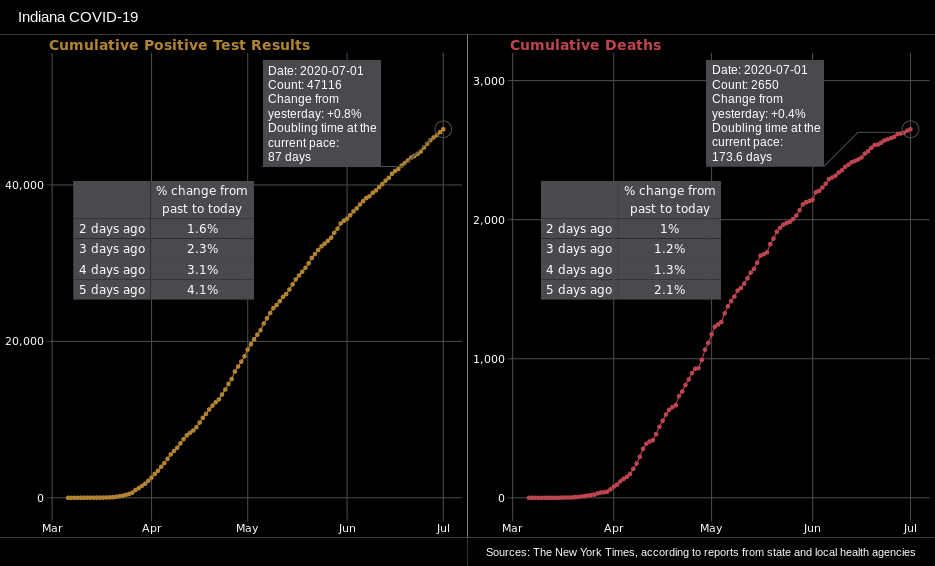 Indiana COVID-19
Cumulative Positive Test Results
Date: 2020-07-01
Count: 47116
Change from
yesterday: +0.8%
Doubling time at the
current pace:
87 days
% change from
past to today
2 days ago 1.6%
3 days ago 2.3%
4 days ago 3.1%
5 days ago 4.1%
40,000
20,000
0
Mar Apr May Jun Jul
Cumulative Deaths
Date: 2020-07-01
Count: 2650
Change from
yesterday: +0.4%
Doubling time at the
current pace:
173.6 days
% change from
past to today
2 days ago 1%
3 days ago 1.2%
4 days ago 1.3%
5 days ago 2.1%
3,000
2,000
1,000
0
Mar Apr May Jun Jul
Sources: The New York Times, according to reports from state and local health agencies